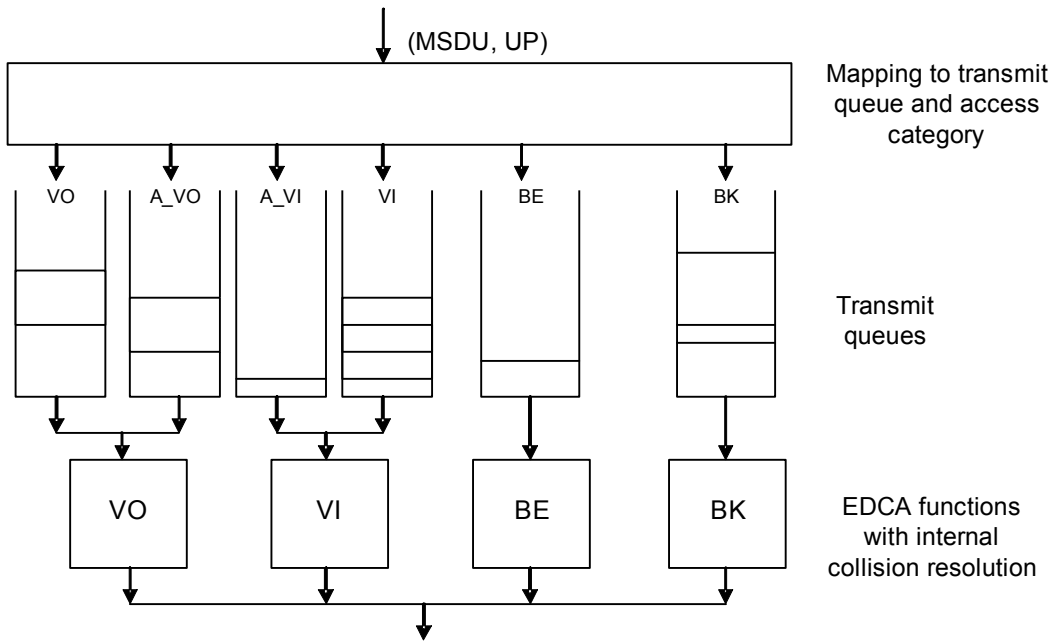 (MSDU, UP)
Mapping to transmit
queue and access
category
VO
A_VO
A_VI
VI
BE
BK
Transmit
queues
VO
VI
BE
BK
EDCA functions
with internal
collision resolution